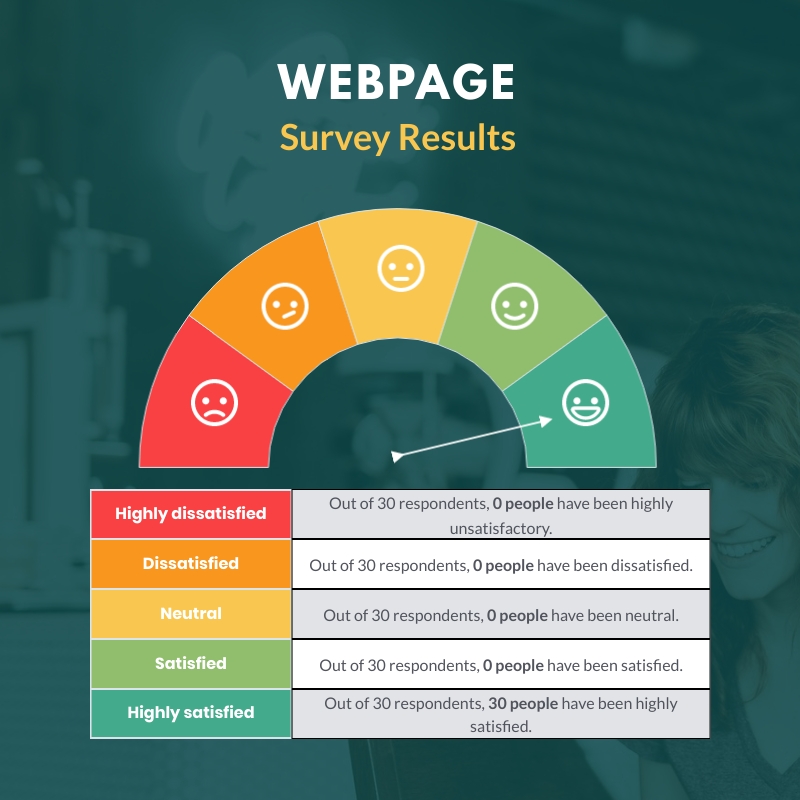 WEBPAGE
Survey Results
Highly dissatisfied
Out of 30 respondents, 0 people have been highly
unsatisfactory.
Dissatisfied
Out of 30 respondents, 0 people have been dissatisfied.
Neutral
Out of 30 respondents, 0 people have been neutral.
Satisfied
Out of 30 respondents, 0 people have been satisfied.
Highly satisfied
Out of 30 respondents, 30 people have been highly
satisfied.